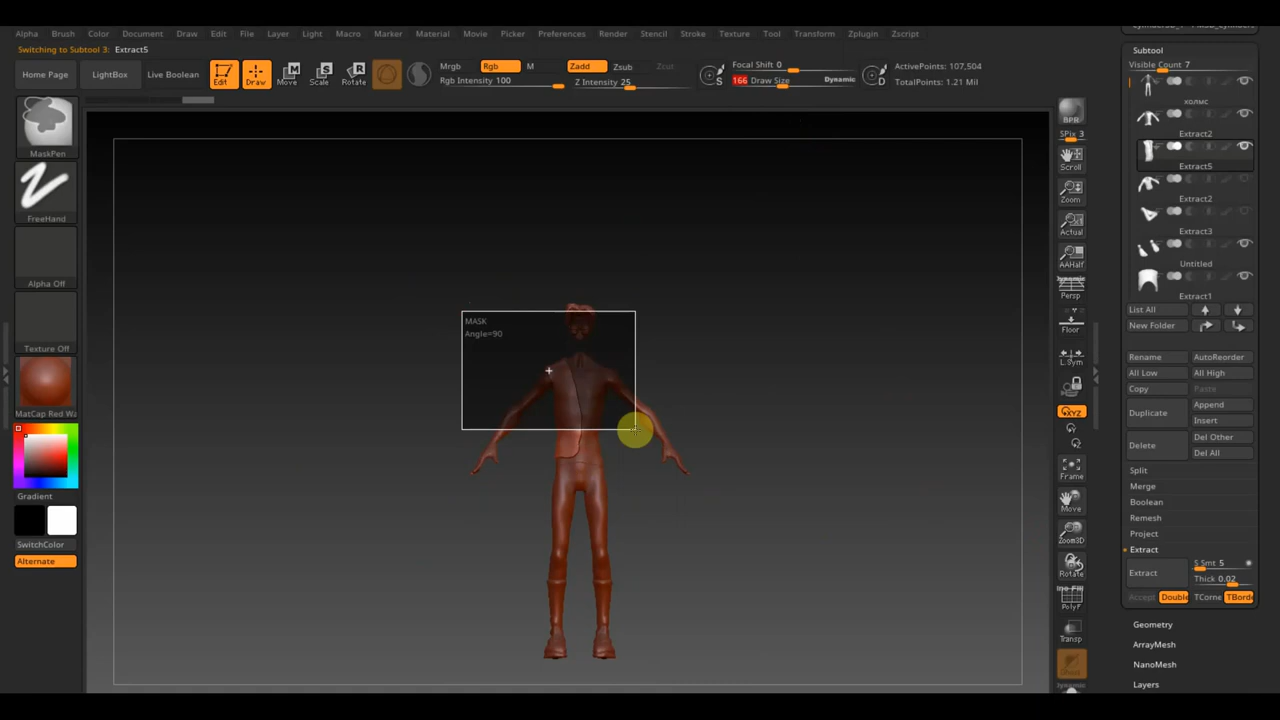 Alpha Brush Color Document Draw Edit File Layer Light Macro Marker Material Movie Picker Preferences Render Stencil Stroke Texture Tool Transform Zplugin Zscript
Switching to Subtool 3: Extract5
Home Page LightBox Live Boolean Edit Draw Move Scale Rotate
Mrgb Rgb M Zadd Zsub Zcut
Rgb Intensity 100 Z Intensity 25
Focal Shift 0
166 Draw Size Dynamic
S
D
ActivePoints: 107,504
TotalPoints: 1.21 Mil
MaskPen
FreeHand
Alpha Off
Texture Off
MatCap Red Wa
Gradient
SwitchColor
Alternate
MASK
Angle=90
BPR
SPix 3
Scroll
Zoom
Actual
AAHalf
Dynamic
Persp
Floor
L.Sym
XYZ
Y
Z
Frame
Move
Zoom3D
Rotate
PolyF
Transp
Dynamic
Subtool
Visible Count 7
холмс
Extract2
Extract5
Extract2
Extract3
Untitled
Extract1
List All
New Folder
Rename AutoReorder
All Low All High
Copy Paste
Duplicate Append
Insert
Delete Del Other
Del All
Split
Merge
Boolean
Remesh
Project
Extract
Extract S Smt 5
Thick 0.02
Accept Double TCorne TBorde
Geometry
ArrayMesh
NanoMesh
Layers